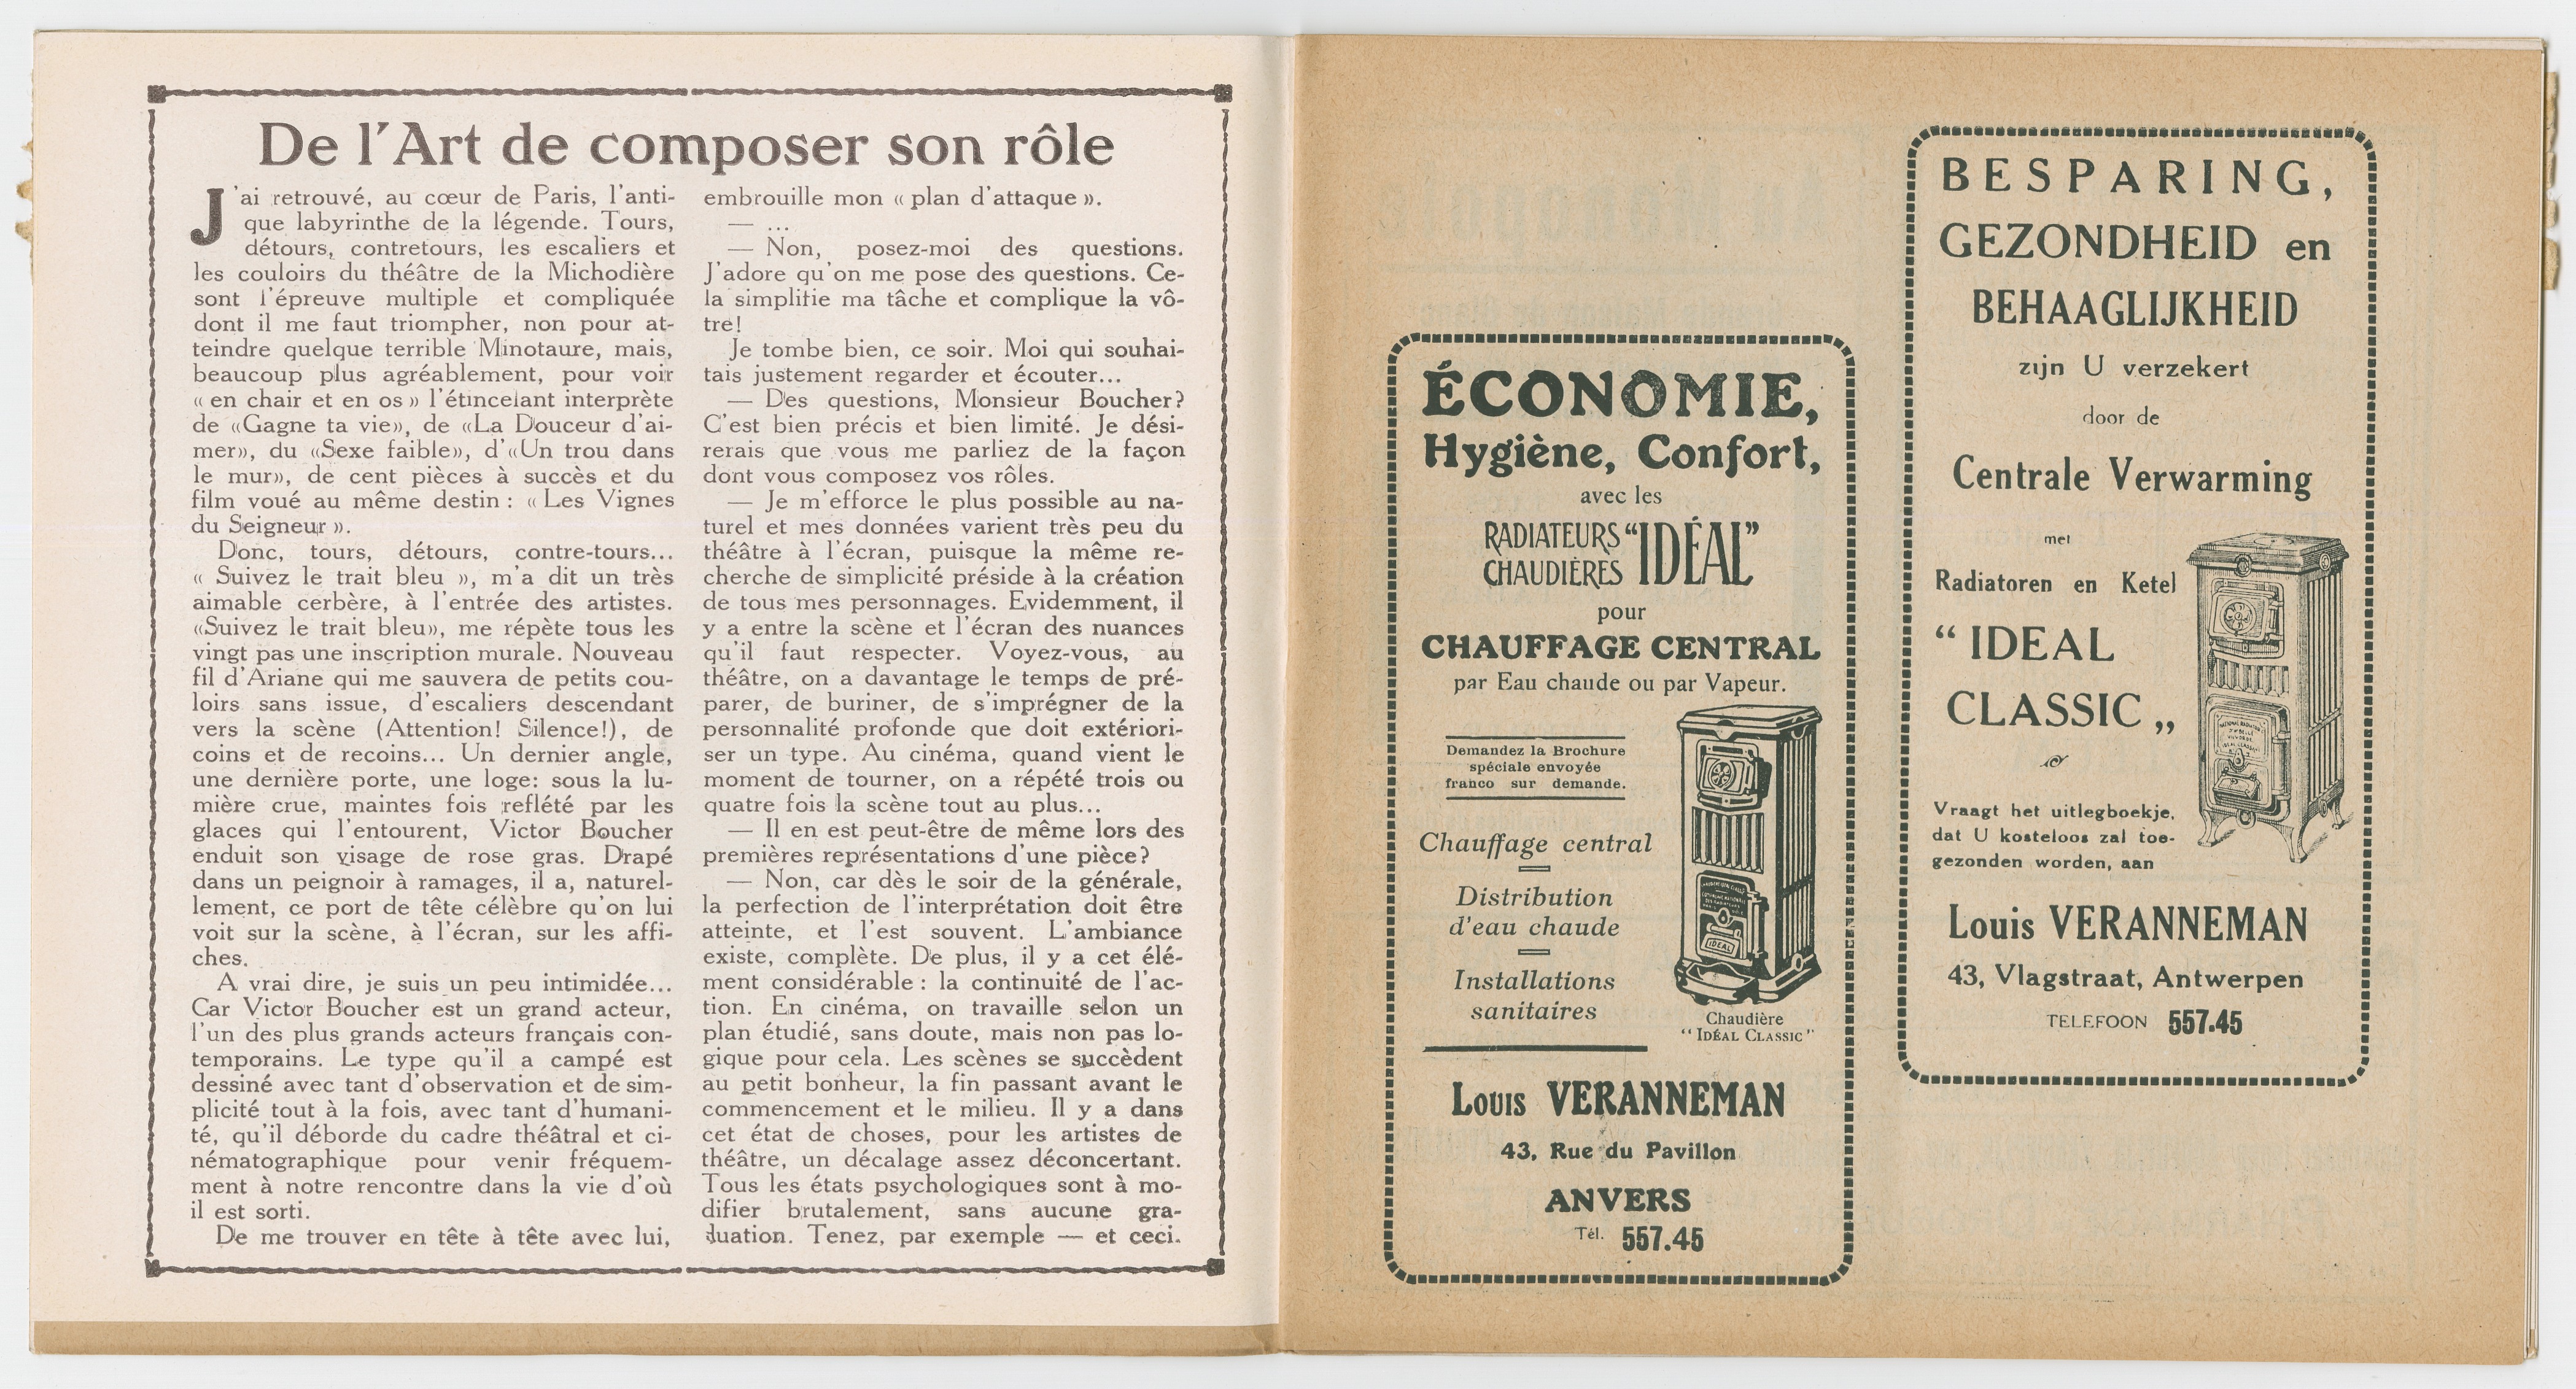 De l'Art de composer son rôle
J'ai retrouvé, au cœur de Paris, l'anti-
que labyrinthe de la légende. Tours,
détours, contretours, les escaliers et
les couloirs du théâtre de la Michodière
sont l'épreuve multiple et compliquée
dont il me faut triompher, non pour at-
teindre quelque terrible Minotaure, mais,
beaucoup plus agréablement, pour voir
« en chair et en os » l'étincelant interprète
de «Gagne ta vie», de «La Douceur d'ai-
mer», du «Sexe faible», d'«Un trou dans
le mur», de cent pièces à succès et du
film voué au même destin : « Les Vignes
du Seigneur ».
Donc, tours, détours, contre-tours...
« Suivez le trait bleu », m'a dit un très
aimable cerbère, à l'entrée des artistes.
«Suivez le trait bleu», me répète tous les
vingt pas une inscription murale. Nouveau
fil d'Ariane qui me sauvera de petits cou-
loirs sans issue, d'escaliers descendant
vers la scène (Attention! Silence!), de
coins et de recoins... Un dernier angle,
une dernière porte, une loge: sous la lu-
mière crue, maintes fois reflété par les
glaces qui l'entourent, Victor Boucher
enduit son visage de rose gras. Drapé
dans un peignoir à ramages, il a, naturel-
lement, ce port de tête célèbre qu'on lui
voit sur la scène, à l'écran, sur les affi-
ches.
A vrai dire, je suis un peu intimidée...
Car Victor Boucher est un grand acteur,
l'un des plus grands acteurs français con-
temporains. Le type qu'il a campé est
dessiné avec tant d'observation et de sim-
plicité tout à la fois, avec tant d'humani-
té, qu'il déborde du cadre théâtral et ci-
nématographique pour venir fréquem-
ment à notre rencontre dans la vie d'où
il est sorti.
De me trouver en tête à tête avec lui,
embrouille mon « plan d'attaque ».
— ...
— Non, posez-moi des questions.
J'adore qu'on me pose des questions. Ce-
la simplitie ma tâche et complique la vô-
tre!
Je tombe bien, ce soir. Moi qui souhai-
tais justement regarder et écouter...
— Des questions, Monsieur Boucher?
C'est bien précis et bien limité. Je dési-
rerais que vous me parliez de la façon
dont vous composez vos rôles.
— Je m'efforce le plus possible au na-
turel et mes données varient très peu du
théâtre à l'écran, puisque la même re-
cherche de simplicité préside à la création
de tous mes personnages. Evidemment, il
y a entre la scène et l'écran des nuances
qu'il faut respecter. Voyez-vous, au
théâtre, on a davantage le temps de pré-
parer, de buriner, de s'imprégner de la
personnalité profonde que doit extériori-
ser un type. Au cinéma, quand vient le
moment de tourner, on a répété trois ou
quatre fois la scène tout au plus...
— Il en est peut-être de même lors des
premières représentations d'une pièce?
— Non, car dès le soir de la générale,
la perfection de l'interprétation doit être
atteinte, et l'est souvent. L'ambiance
existe, complète. De plus, il y a cet élé-
ment considérable : la continuité de l'ac-
tion. En cinéma, on travaille selon un
plan étudié, sans doute, mais non pas lo-
gique pour cela. Les scènes se succèdent
au petit bonheur, la fin passant avant le
commencement et le milieu. Il y a dans
cet état de choses, pour les artistes de
théâtre, un décalage assez déconcertant.
Tous les états psychologiques sont à mo-
difier brutalement, sans aucune gra-
duation. Tenez, par exemple — et ceci.
ÉCONOMIE,
Hygiène, Confort,
avec les
RADIATEURS "IDÉAL"
CHAUDIÈRES
pour
CHAUFFAGE CENTRAL
par Eau chaude ou par Vapeur.
Demandez la Brochure
spéciale envoyée
franco sur demande.
Chauffage central
Distribution
d'eau chaude
Installations
sanitaires
IDEAL
Chaudière
"IDÉAL CLASSIC"
Louis VERANNEMAN
43, Rue du Pavillon
ANVERS
Tél. 557.45
BESPARING,
GEZONDHEID en
BEHAAGLIJKHEID
zijn U verzekert
door de
Centrale Verwarming
met
Radiatoren en Ketel
“ IDEAL
CLASSIC „
Vraagt het uitlegboekje,
dat U kosteloos zal toe-
gezonden worden, aan
Louis VERANNEMAN
43, Vlagstraat, Antwerpen
TELEFOON 557.45